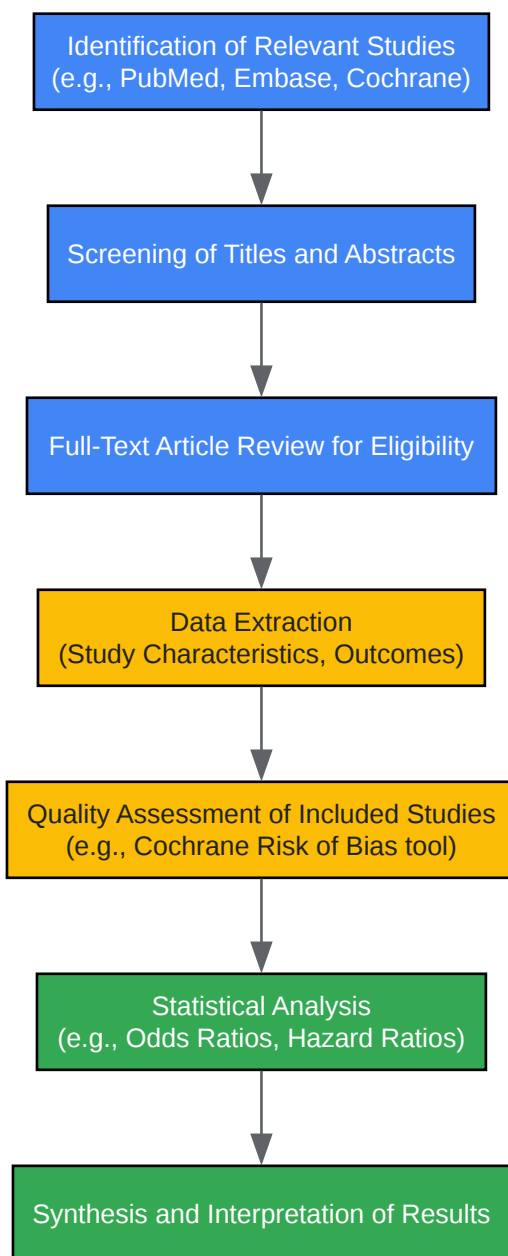 Identification of Relevant Studies
(e.g., PubMed, Embase, Cochrane)
Screening of Titles and Abstracts
Full-Text Article Review for Eligibility
Data Extraction
(Study Characteristics, Outcomes)
Quality Assessment of Included Studies
(e.g., Cochrane Risk of Bias tool)
Statistical Analysis
(e.g., Odds Ratios, Hazard Ratios)
Synthesis and Interpretation of Results